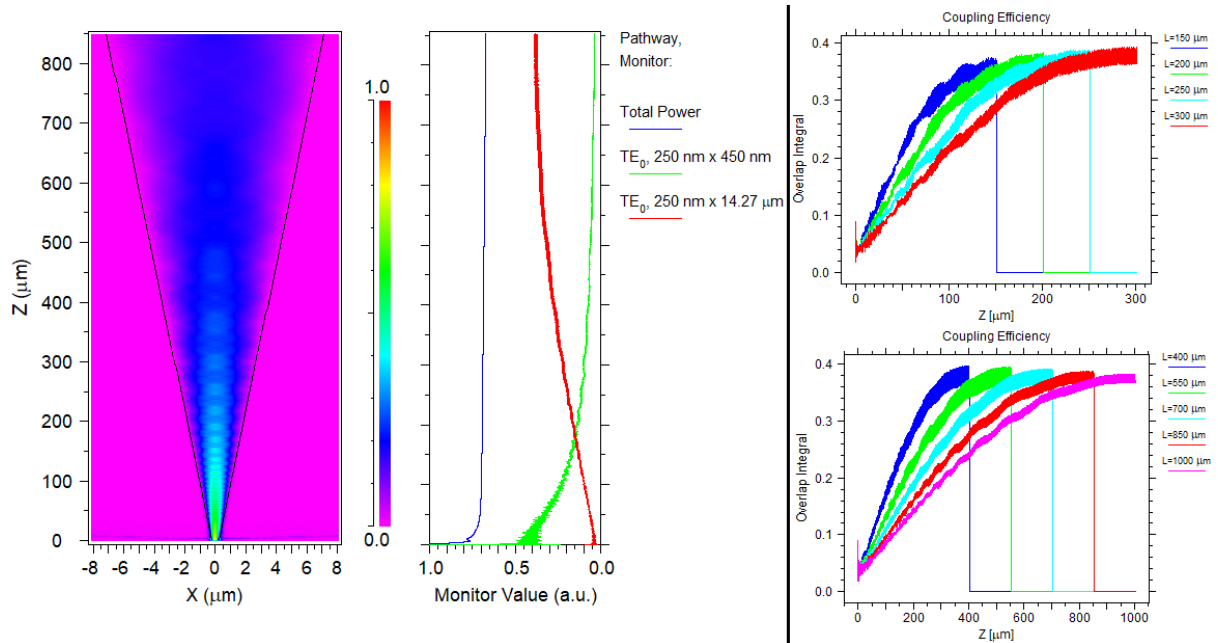 800
700
600
500
400
300
200
100
0
Z (µm)
-8 -6 -4 -2 0 2 4 6 8
X (µm)
1.0
0.0
1.0 0.5 0.0
Monitor Value (a.u.)
Pathway,
Monitor:
Total Power
TE0, 250 nm x 450 nm
TE0, 250 nm x 14.27 µm
Coupling Efficiency
0.4
0.3
0.2
0.1
0.0
Overlap Integral
0 100 200 300
Z [µm]
L=150 µm
L=200 µm
L=250 µm
L=300 µm
Coupling Efficiency
0.4
0.3
0.2
0.1
0.0
Overlap Integral
0 200 400 600 800 1000
Z [µm]
L=400 µm
L=550 µm
L=700 µm
L=850 µm
L=1000 µm